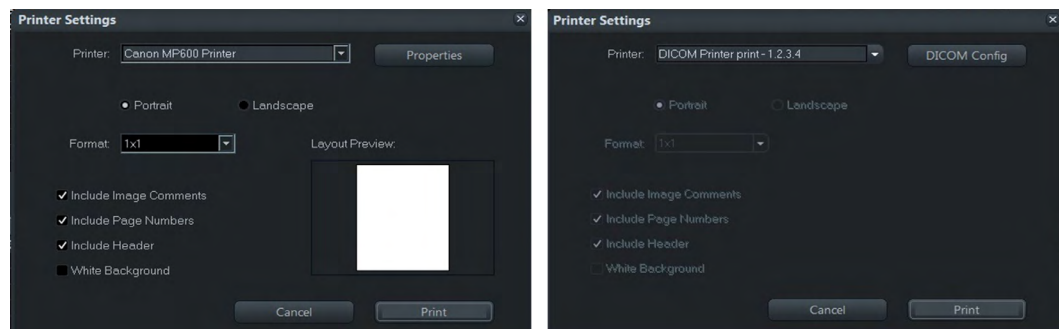 Printer Settings
Printer: Canon MP600 Printer Properties
Portrait Landscape
Format: 1x1 Layout Preview:
Include Image Comments
Include Page Numbers
Include Header
White Background
Cancel Print
Printer Settings
Printer: DICOM Printer print - 1.2.3.4 DICOM Config
Portrait Landscape
Format: 1x1
Include Image Comments
Include Page Numbers
Include Header
White Background
Cancel Print